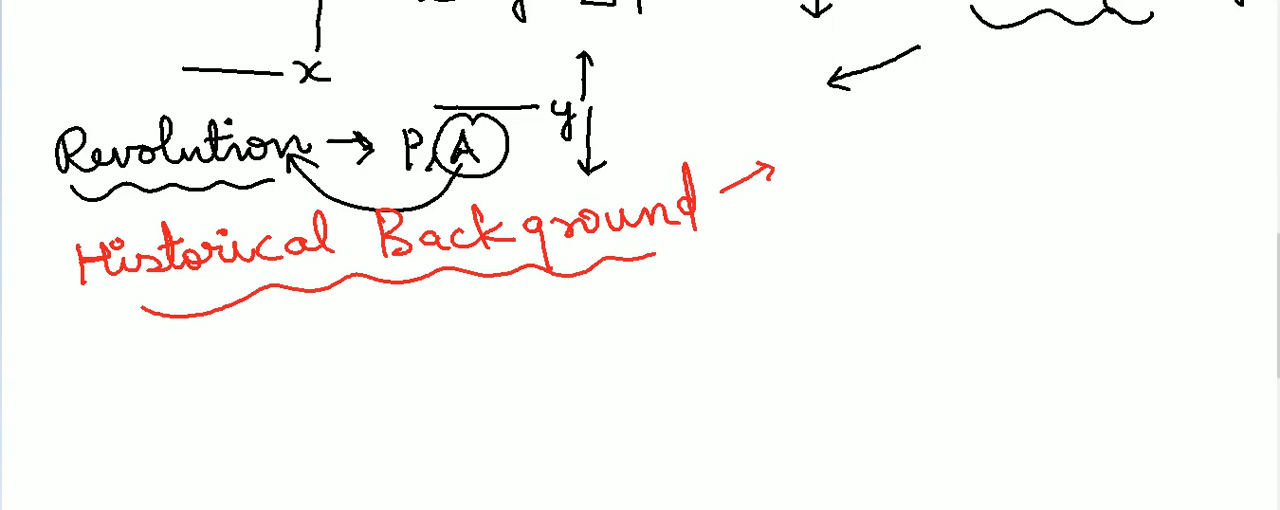 x
y
Revolution → P, A
Historical Background →